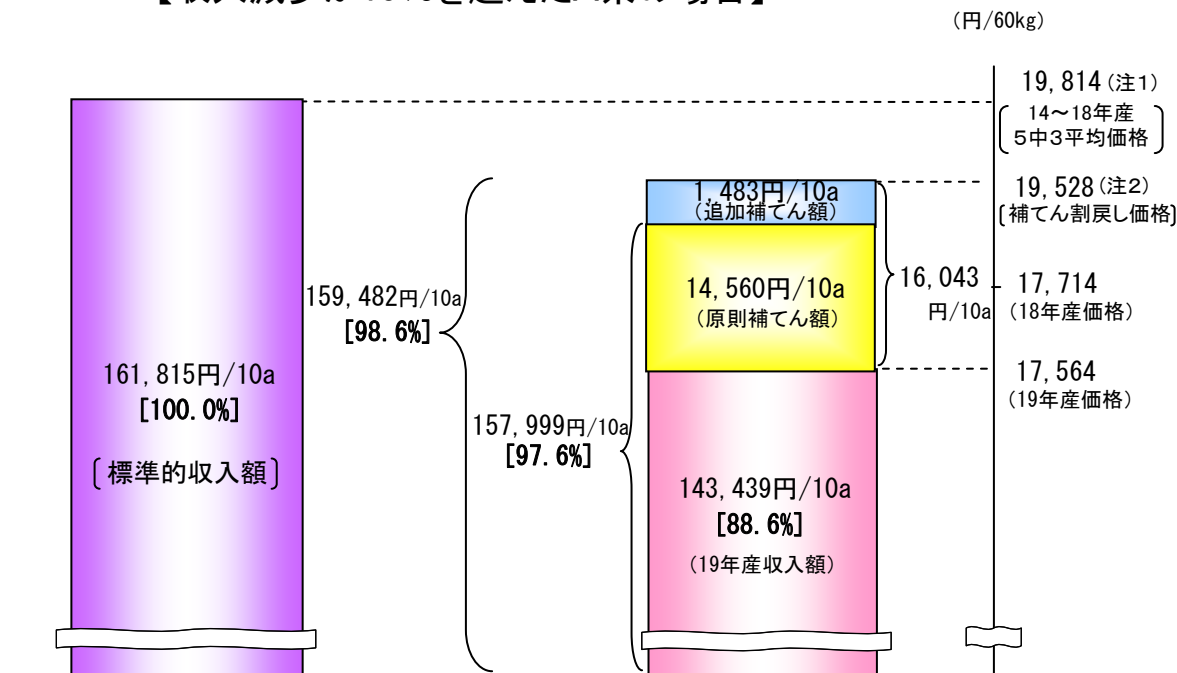 (円/60kg)
19,814(注1)
14～18年産
5中3平均価格
1,483円/10a
(追加補てん額)
19,528(注2)
[補てん割戻し価格]
14,560円/10a
(原則補てん額)
16,043
円/10a
17,714
(18年産価格)
159,482円/10a
[98.6%]
161,815円/10a
[100.0%]
[標準的収入額]
17,564
(19年産価格)
157,999円/10a
[97.6%]
143,439円/10a
[88.6%]
(19年産収入額)